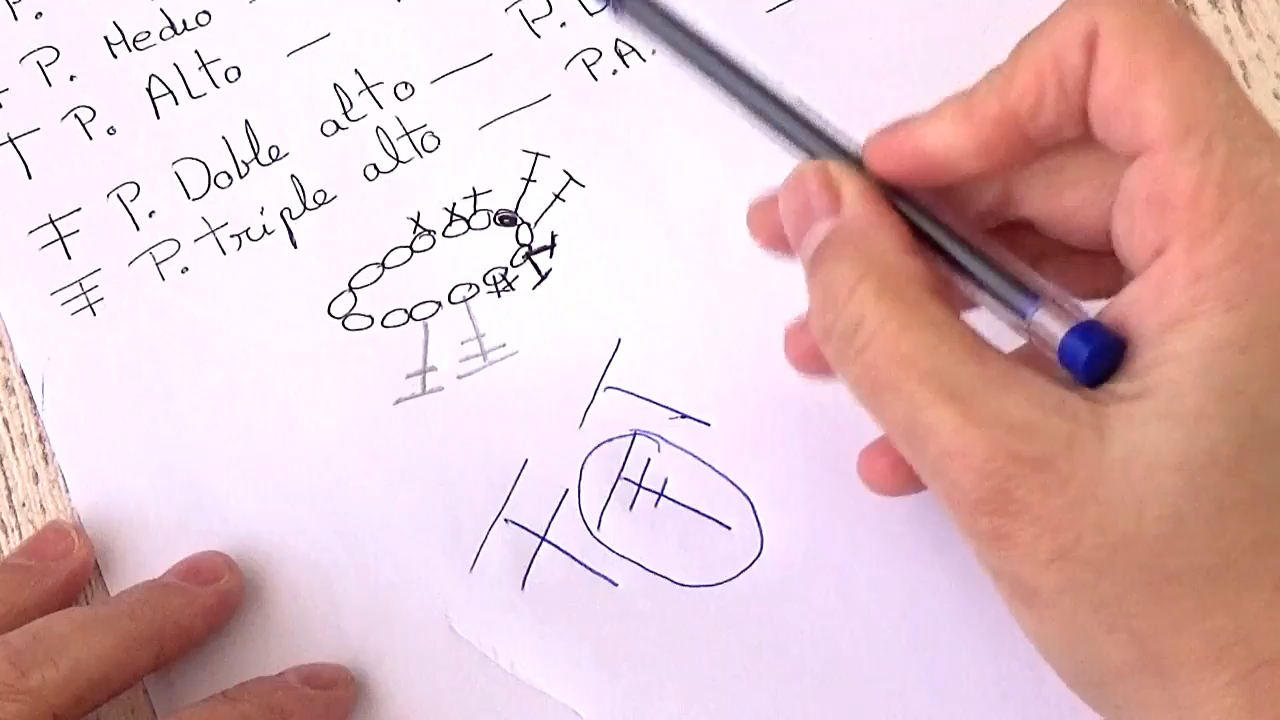 P.
P. Medio —
P. Alto —
P. Doble alto — P.
P. triple alto — P.A.